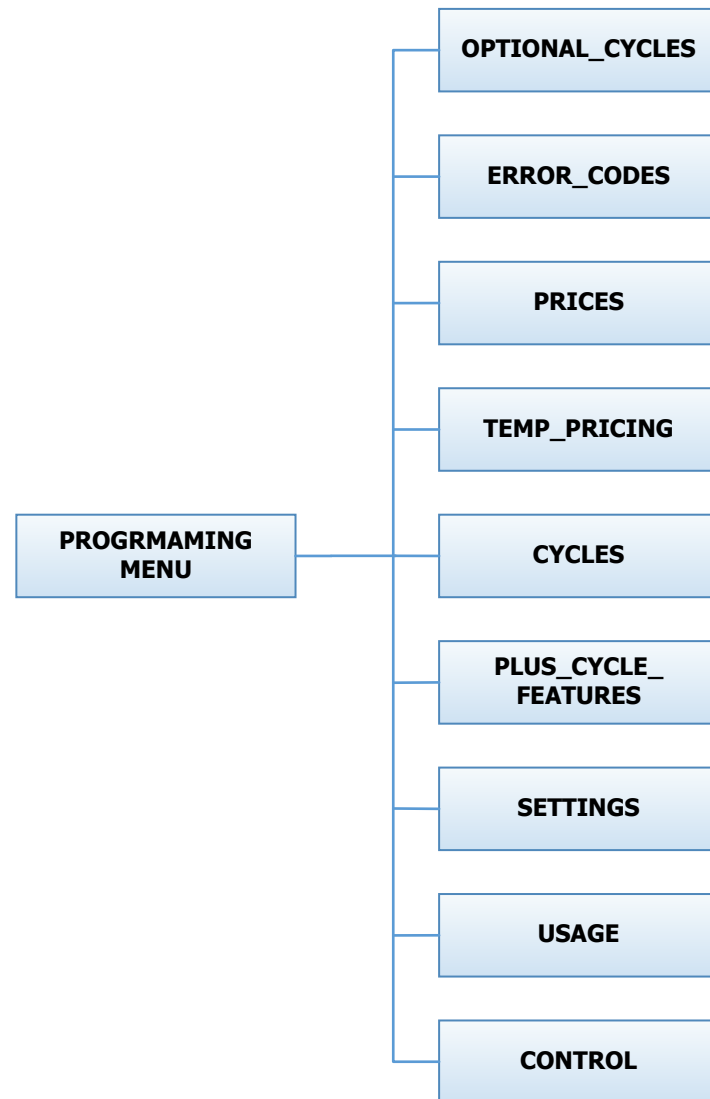 OPTIONAL_CYCLES
ERROR_CODES
PRICES
TEMP_PRICING
PROGRMAMING
MENU
CYCLES
PLUS_CYCLE_
FEATURES
SETTINGS
USAGE
CONTROL